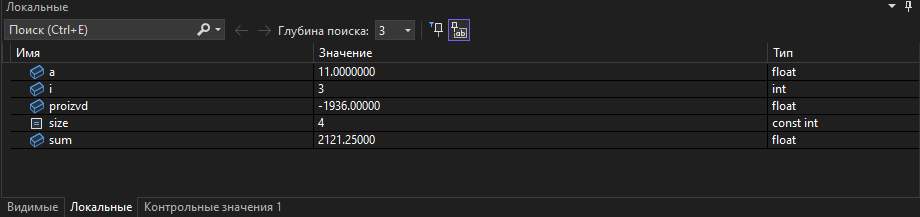 Локальные
Поиск (Ctrl+E) Глубина поиска: 3
Имя Значение Тип
a 11.0000000 float
i 3 int
proizvd -1936.00000 float
size 4 const int
sum 2121.25000 float
Видимые Локальные Контрольные значения 1